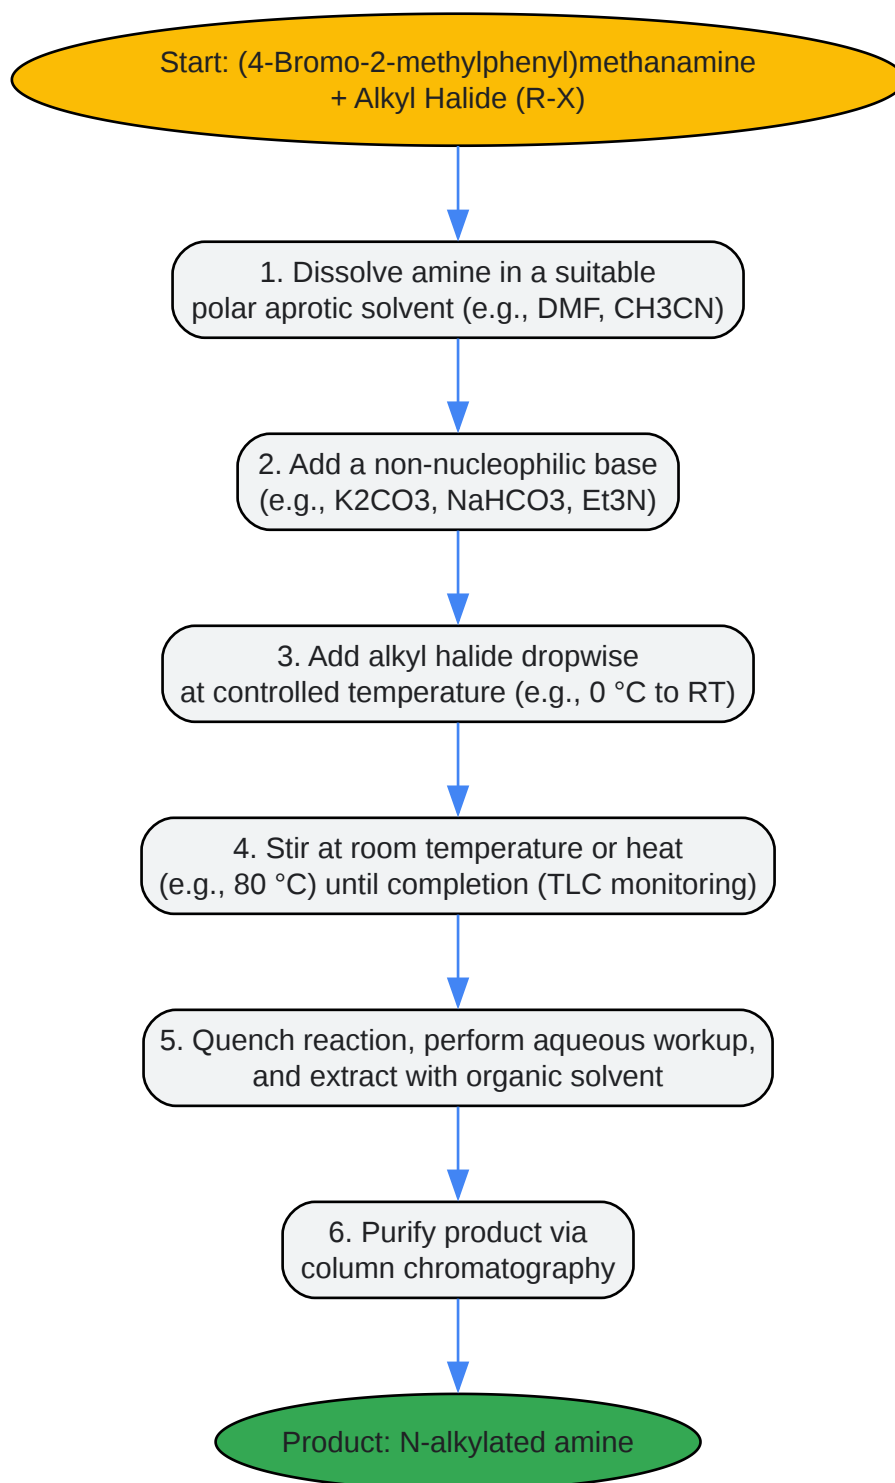 Start: (4-Bromo-2-methylphenyl)methanamine
+ Alkyl Halide (R-X)
1. Dissolve amine in a suitable
polar aprotic solvent (e.g., DMF, CH3CN)
2. Add a non-nucleophilic base
(e.g., K2CO3, NaHCO3, Et3N)
3. Add alkyl halide dropwise
at controlled temperature (e.g., 0 °C to RT)
4. Stir at room temperature or heat
(e.g., 80 °C) until completion (TLC monitoring)
5. Quench reaction, perform aqueous workup,
and extract with organic solvent
6. Purify product via
column chromatography
Product: N-alkylated amine